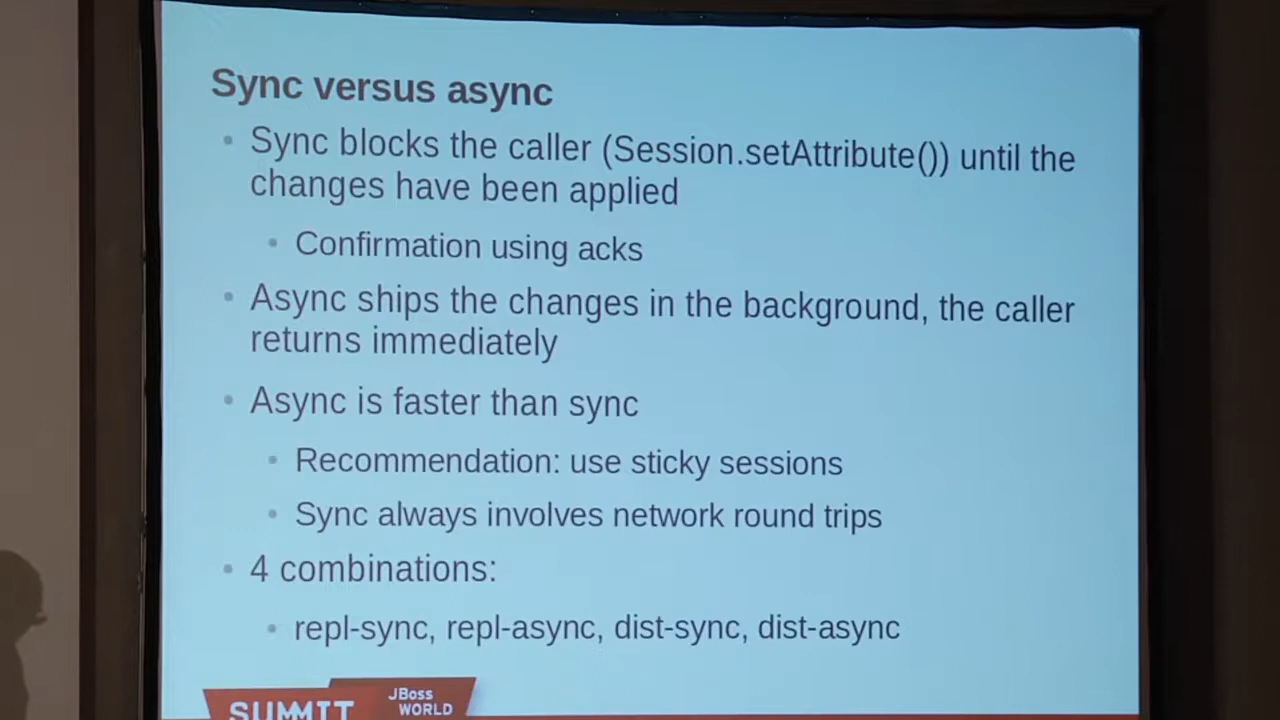 Sync versus async
• Sync blocks the caller (Session.setAttribute()) until the
changes have been applied
• Confirmation using acks
• Async ships the changes in the background, the caller
returns immediately
• Async is faster than sync
• Recommendation: use sticky sessions
• Sync always involves network round trips
• 4 combinations:
• repl-sync, repl-async, dist-sync, dist-async
SUMMIT
JBoss
WORLD